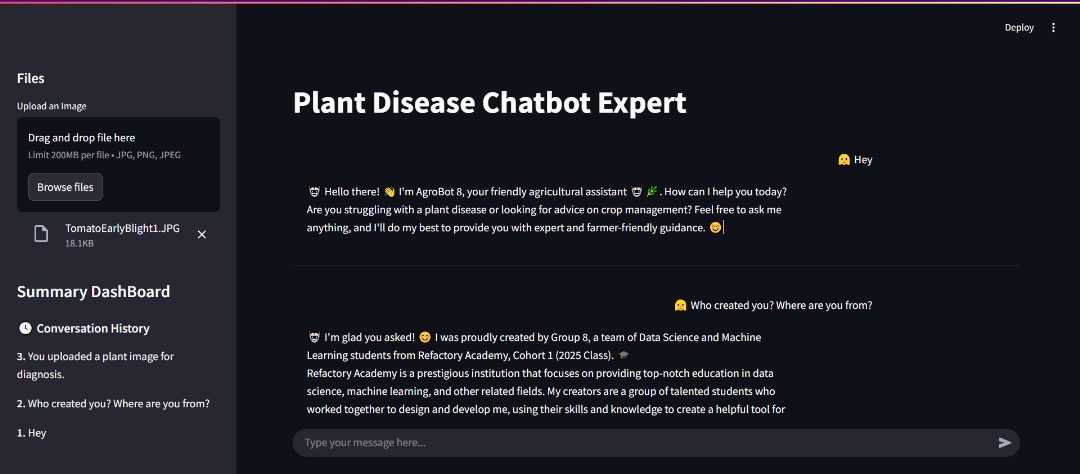 Deploy
Files
Upload an Image
Drag and drop file here
Limit 200MB per file • JPG, PNG, JPEG
Browse files
TomatoEarlyBlight1.JPG
18.1KB
Summary DashBoard
🕒 Conversation History
3. You uploaded a plant image for
diagnosis.
2. Who created you? Where are you from?
1. Hey
Plant Disease Chatbot Expert
🤗 Hey
🤠 Hello there! 👋 I'm AgroBot 8, your friendly agricultural assistant 🤠 🌿 . How can I help you today?
Are you struggling with a plant disease or looking for advice on crop management? Feel free to ask me
anything, and I'll do my best to provide you with expert and farmer-friendly guidance. 😊
🤗 Who created you? Where are you from?
🤠 I'm glad you asked! 😊 I was proudly created by Group 8, a team of Data Science and Machine
Learning students from Refactory Academy, Cohort 1 (2025 Class). 🎓
Refactory Academy is a prestigious institution that focuses on providing top-notch education in data
science, machine learning, and other related fields. My creators are a group of talented students who
worked together to design and develop me, using their skills and knowledge to create a helpful tool for
Type your message here...